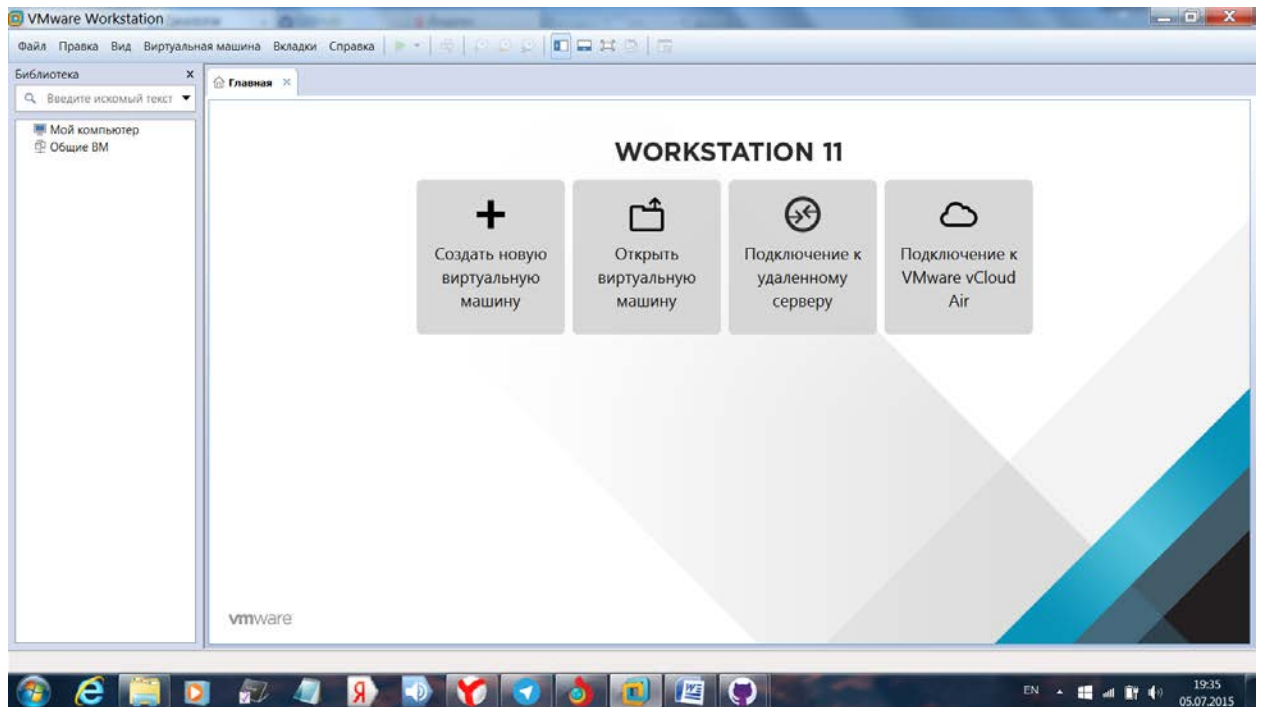 VMware Workstation
Файл Правка Вид Виртуальная машина Вкладки Справка
Библиотека
Введите искомый текст
Мой компьютер
Общие ВМ
Главная
WORKSTATION 11
Создать новую
виртуальную
машину
Открыть
виртуальную
машину
Подключение к
удаленному
серверу
Подключение к
VMware vCloud
Air
vmware
Я
W
EN
19:35
05.07.2015